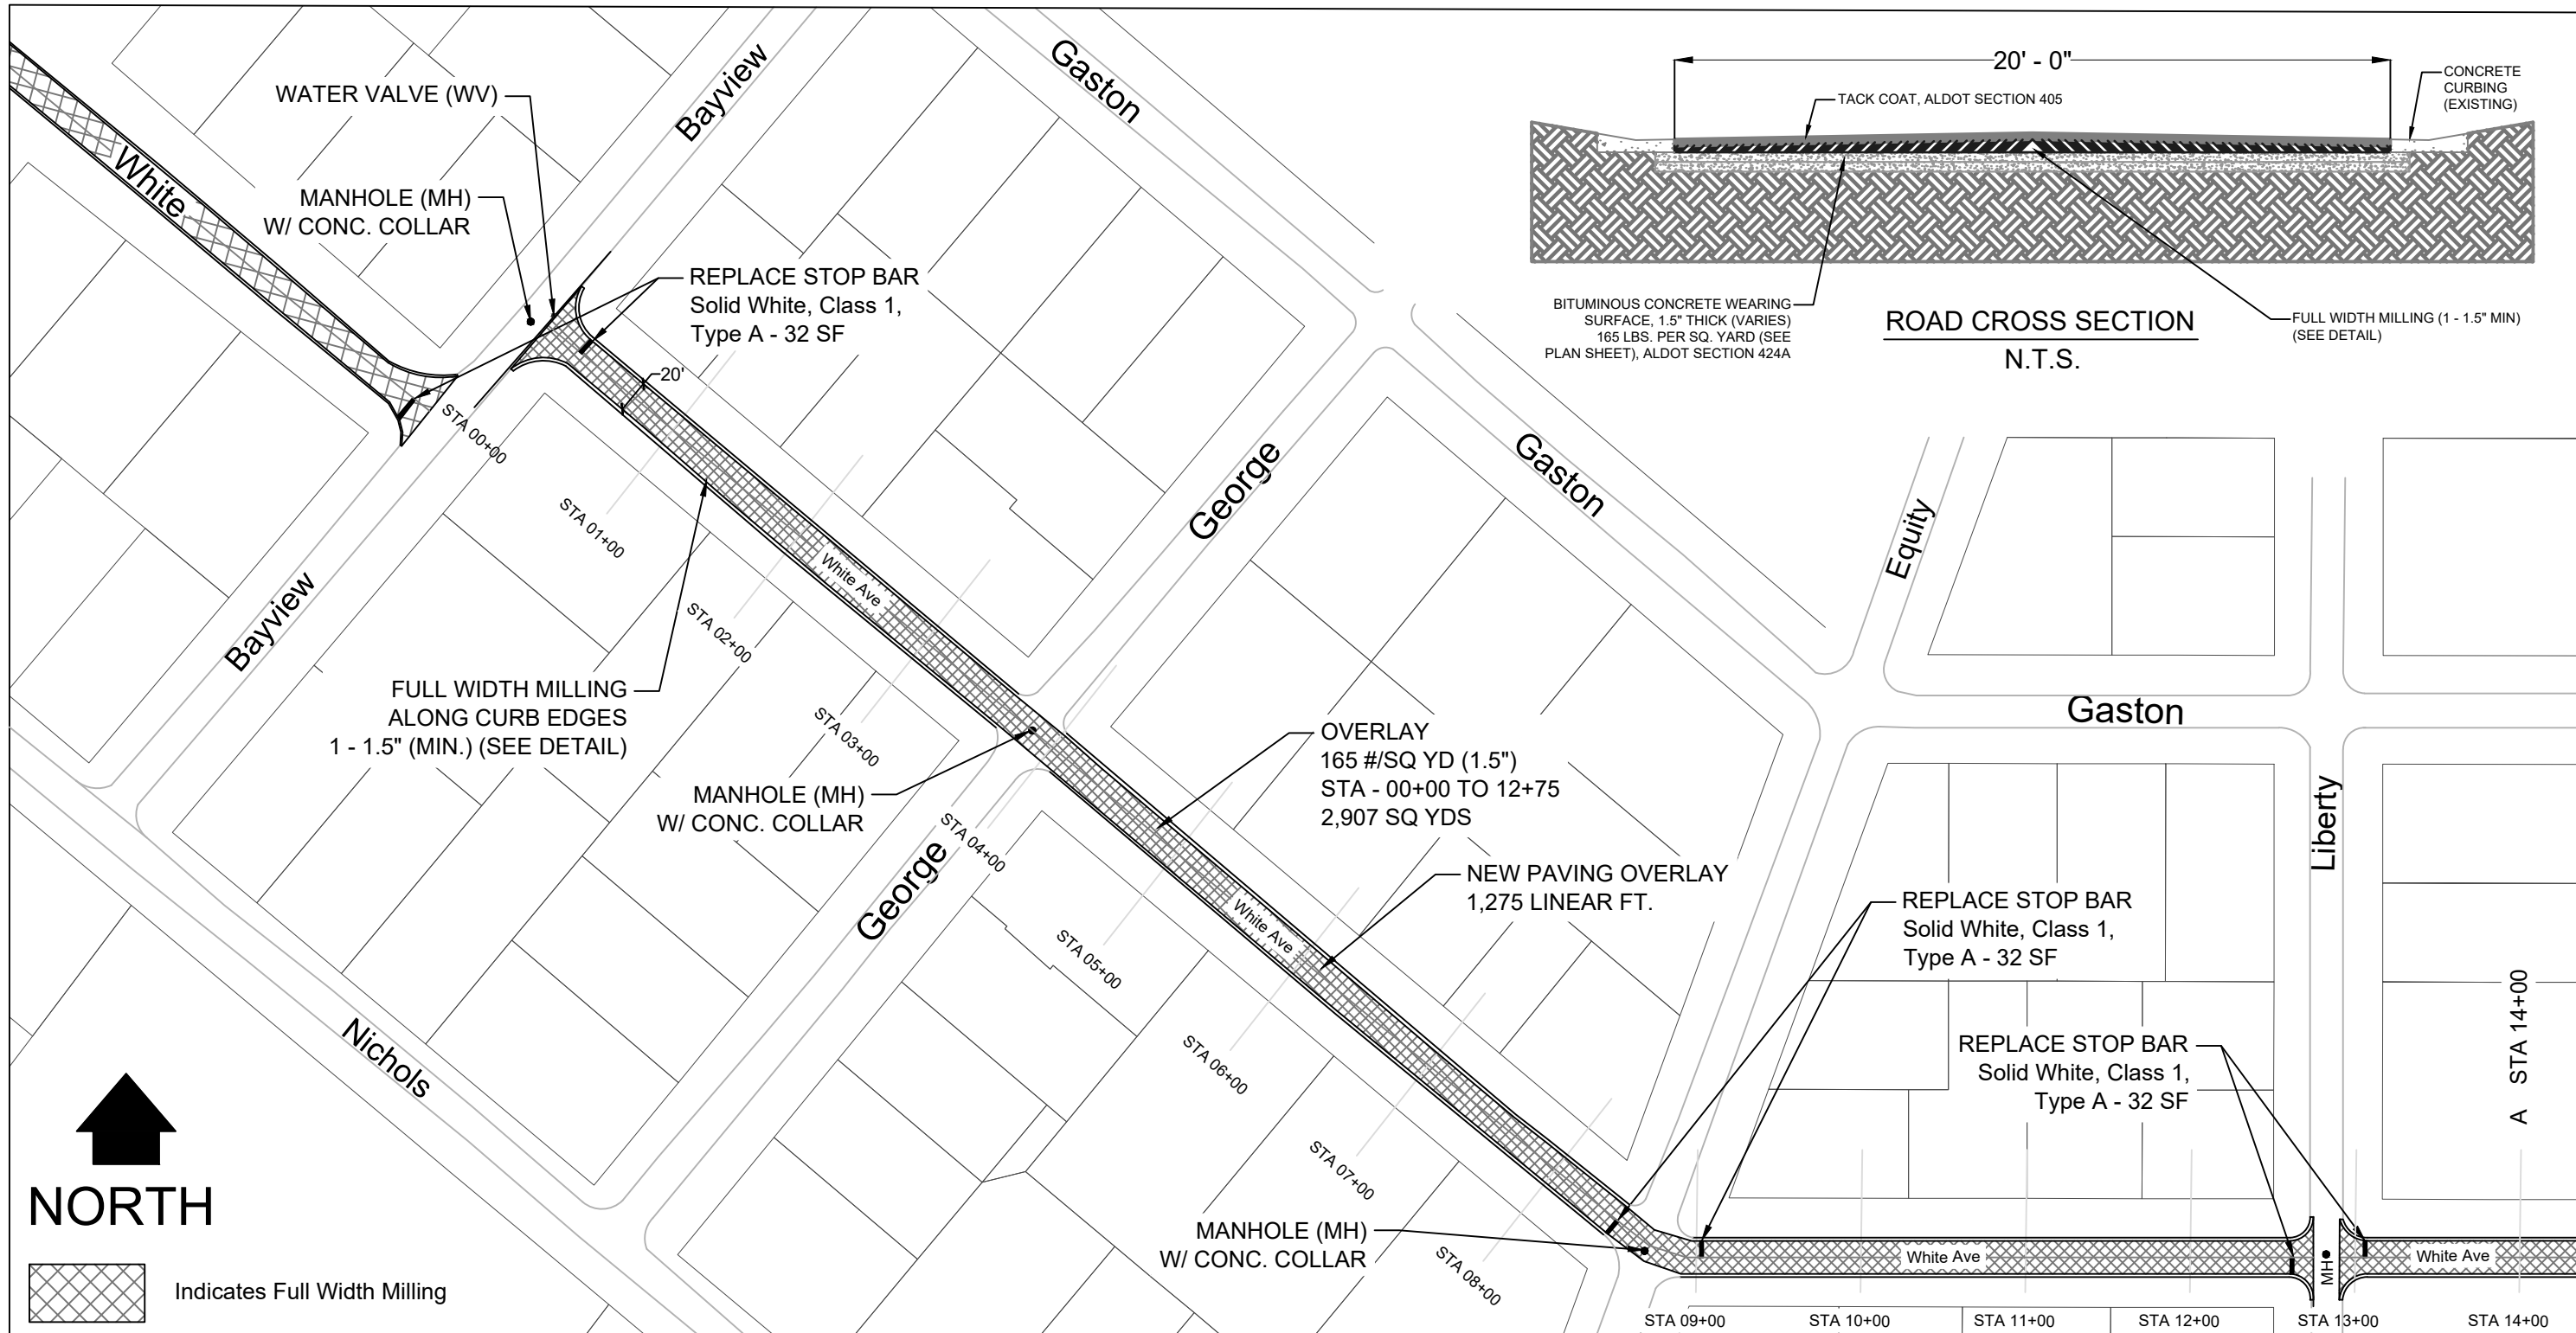 Gaston
Bayview
WATER VALVE (WV)
White
MANHOLE (MH)
W/ CONC. COLLAR
REPLACE STOP BAR
Solid White, Class 1,
Type A - 32 SF
20'
20' - 0"
TACK COAT, ALDOT SECTION 405
CONCRETE
CURBING
(EXISTING)
BITUMINOUS CONCRETE WEARING
SURFACE, 1.5" THICK (VARIES)
165 LBS. PER SQ. YARD (SEE
PLAN SHEET), ALDOT SECTION 424A
ROAD CROSS SECTION
N.T.S.
FULL WIDTH MILLING (1 - 1.5" MIN)
(SEE DETAIL)
STA 00+00
STA 01+00
STA 02+00
STA 03+00
STA 04+00
STA 05+00
STA 06+00
STA 07+00
STA 08+00
White Ave
George
Gaston
Equity
Bayview
FULL WIDTH MILLING
ALONG CURB EDGES
1 - 1.5" (MIN.) (SEE DETAIL)
MANHOLE (MH)
W/ CONC. COLLAR
George
OVERLAY
165 #/SQ YD (1.5")
STA - 00+00 TO 12+75
2,907 SQ YDS
NEW PAVING OVERLAY
1,275 LINEAR FT.
White Ave
Gaston
Liberty
REPLACE STOP BAR
Solid White, Class 1,
Type A - 32 SF
REPLACE STOP BAR
Solid White, Class 1,
Type A - 32 SF
A STA 14+00
Nichols
NORTH
Indicates Full Width Milling
MANHOLE (MH)
W/ CONC. COLLAR
White Ave
MH
White Ave
STA 09+00
STA 10+00
STA 11+00
STA 12+00
STA 13+00
STA 14+00